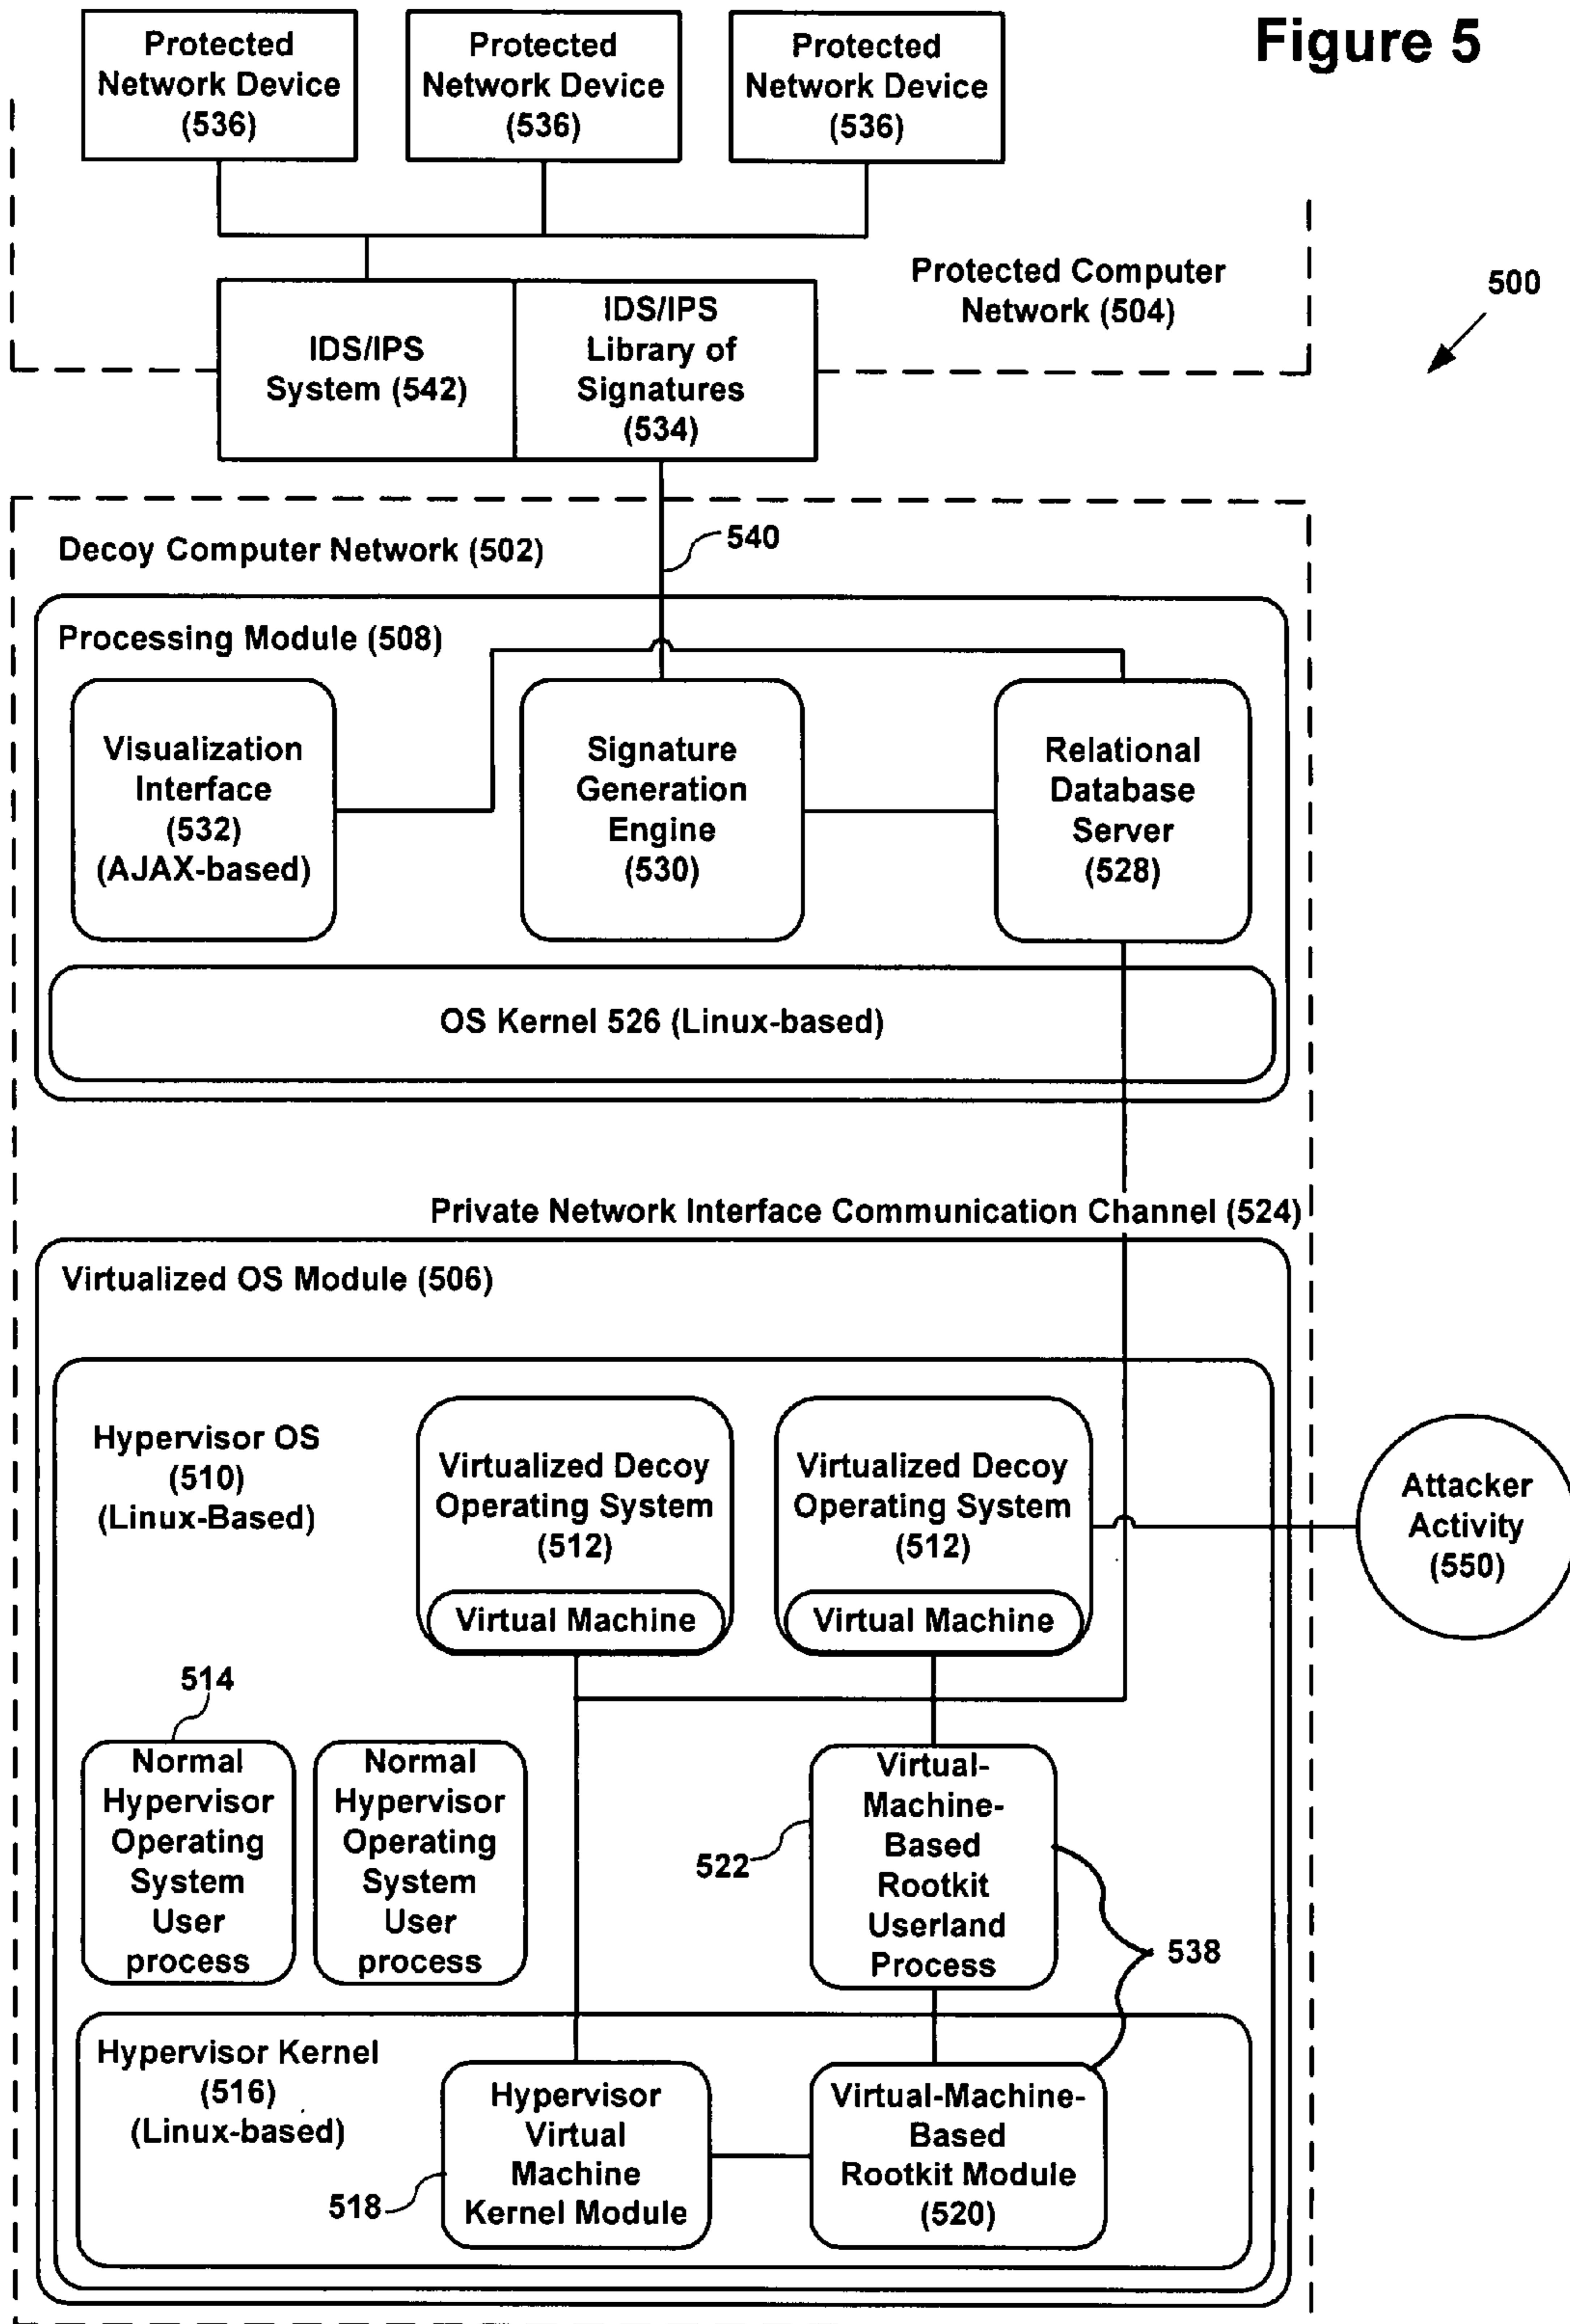 Figure 5
Protected
Network Device
(536)
Protected
Network Device
(536)
Protected
Network Device
(536)
Protected Computer
Network (504)
500
IDS/IPS
System (542)
IDS/IPS
Library of
Signatures
(534)
540
Decoy Computer Network (502)
Processing Module (508)
Visualization
Interface
(532)
(AJAX-based)
Signature
Generation
Engine
(530)
Relational
Database
Server
(528)
OS Kernel 526 (Linux-based)
Private Network Interface Communication Channel (524)
Virtualized OS Module (506)
Hypervisor OS
(510)
(Linux-Based)
Virtualized Decoy
Operating System
(512)
Virtual Machine
Virtualized Decoy
Operating System
(512)
Virtual Machine
Attacker
Activity
(550)
514
Normal
Hypervisor
Operating
System
User
process
Normal
Hypervisor
Operating
System
User
process
522
Virtual-
Machine-
Based
Rootkit
Userland
Process
538
Hypervisor Kernel
(516)
(Linux-based)
518
Hypervisor
Virtual
Machine
Kernel Module
Virtual-Machine-
Based
Rootkit Module
(520)